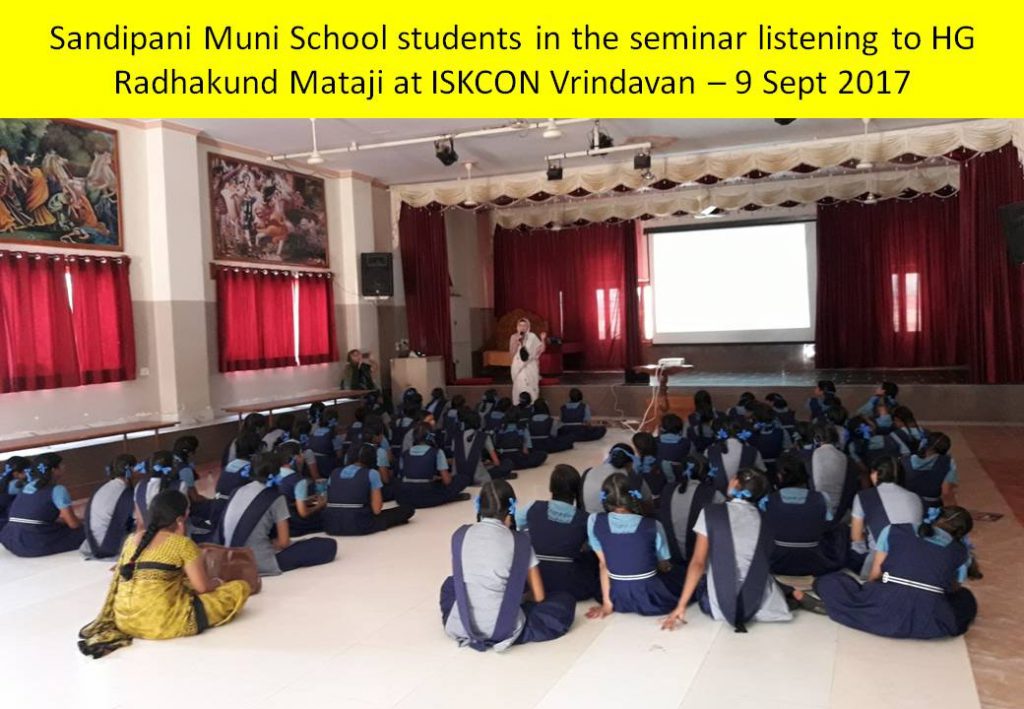 Sandipani Muni School students in the seminar listening to HG
Radhakund Mataji at ISKCON Vrindavan – 9 Sept 2017